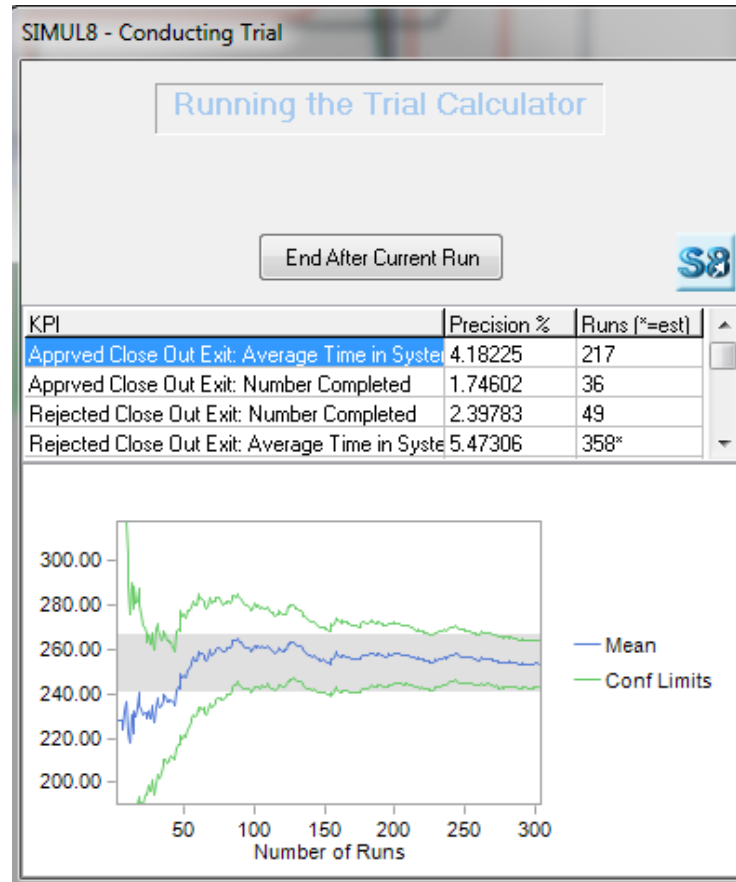 SIMUL8 - Conducting Trial
Running the Trial Calculator
End After Current Run
S8
KPI Precision % Runs (*=est)
Apprved Close Out Exit: Average Time in Syster 4.18225 217
Apprved Close Out Exit: Number Completed 1.74602 36
Rejected Close Out Exit: Number Completed 2.39783 49
Rejected Close Out Exit: Average Time in Syste 5.47306 358*
300.00
280.00
260.00
240.00
220.00
200.00
Mean
Conf Limits
50 100 150 200 250 300
Number of Runs